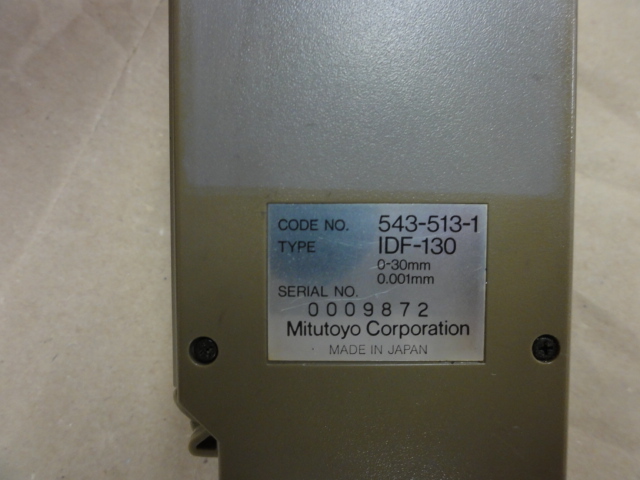 CODE NO. 543-513-1
TYPE IDF-130
0-30mm
0.001mm
SERIAL NO.
0009872
Mitutoyo Corporation
MADE IN JAPAN